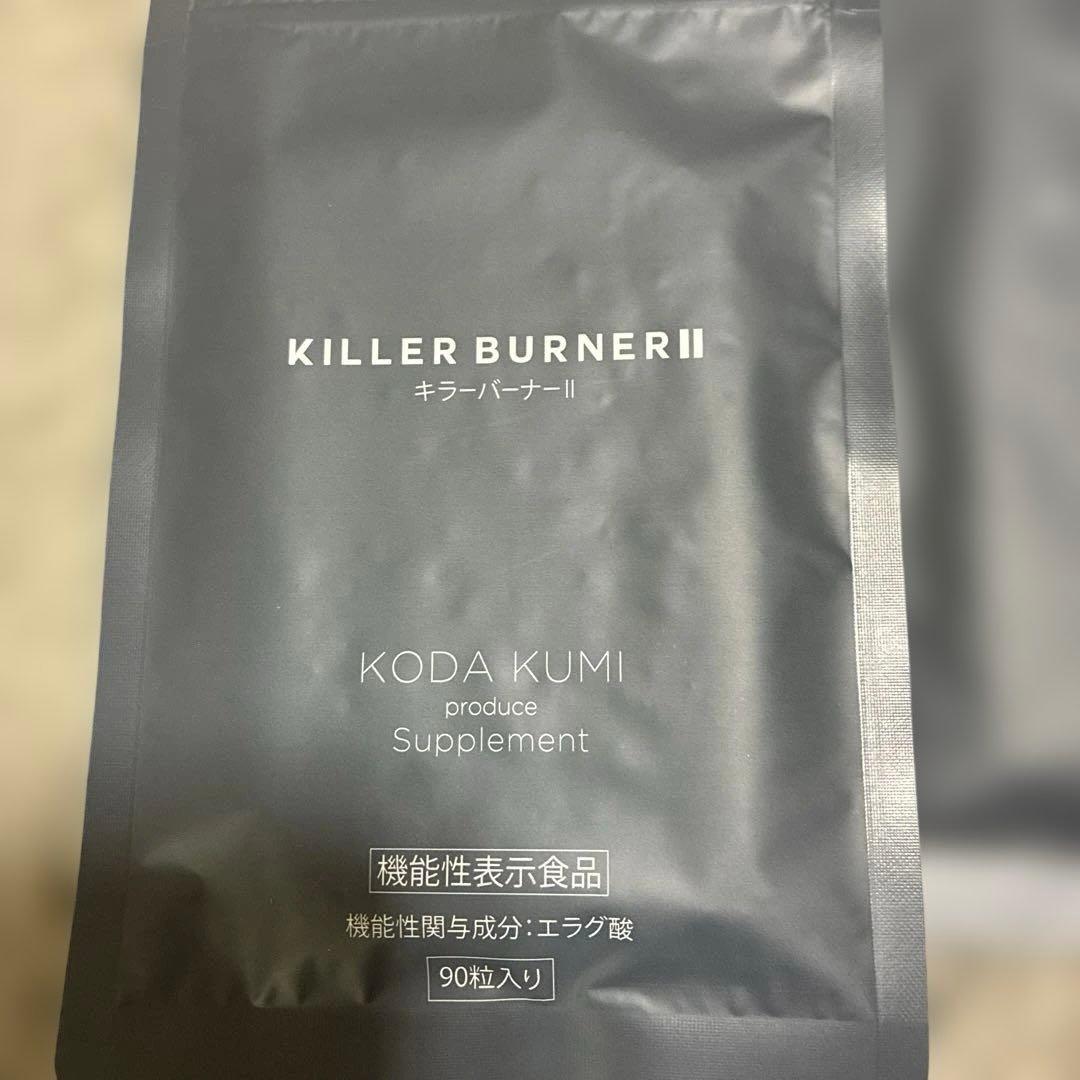 KILLER BURNERⅡ
キラーバーナーⅡ
KODA KUMI
produce
Supplement
機能性表示食品
機能性関与成分：エラグ酸
90粒入り